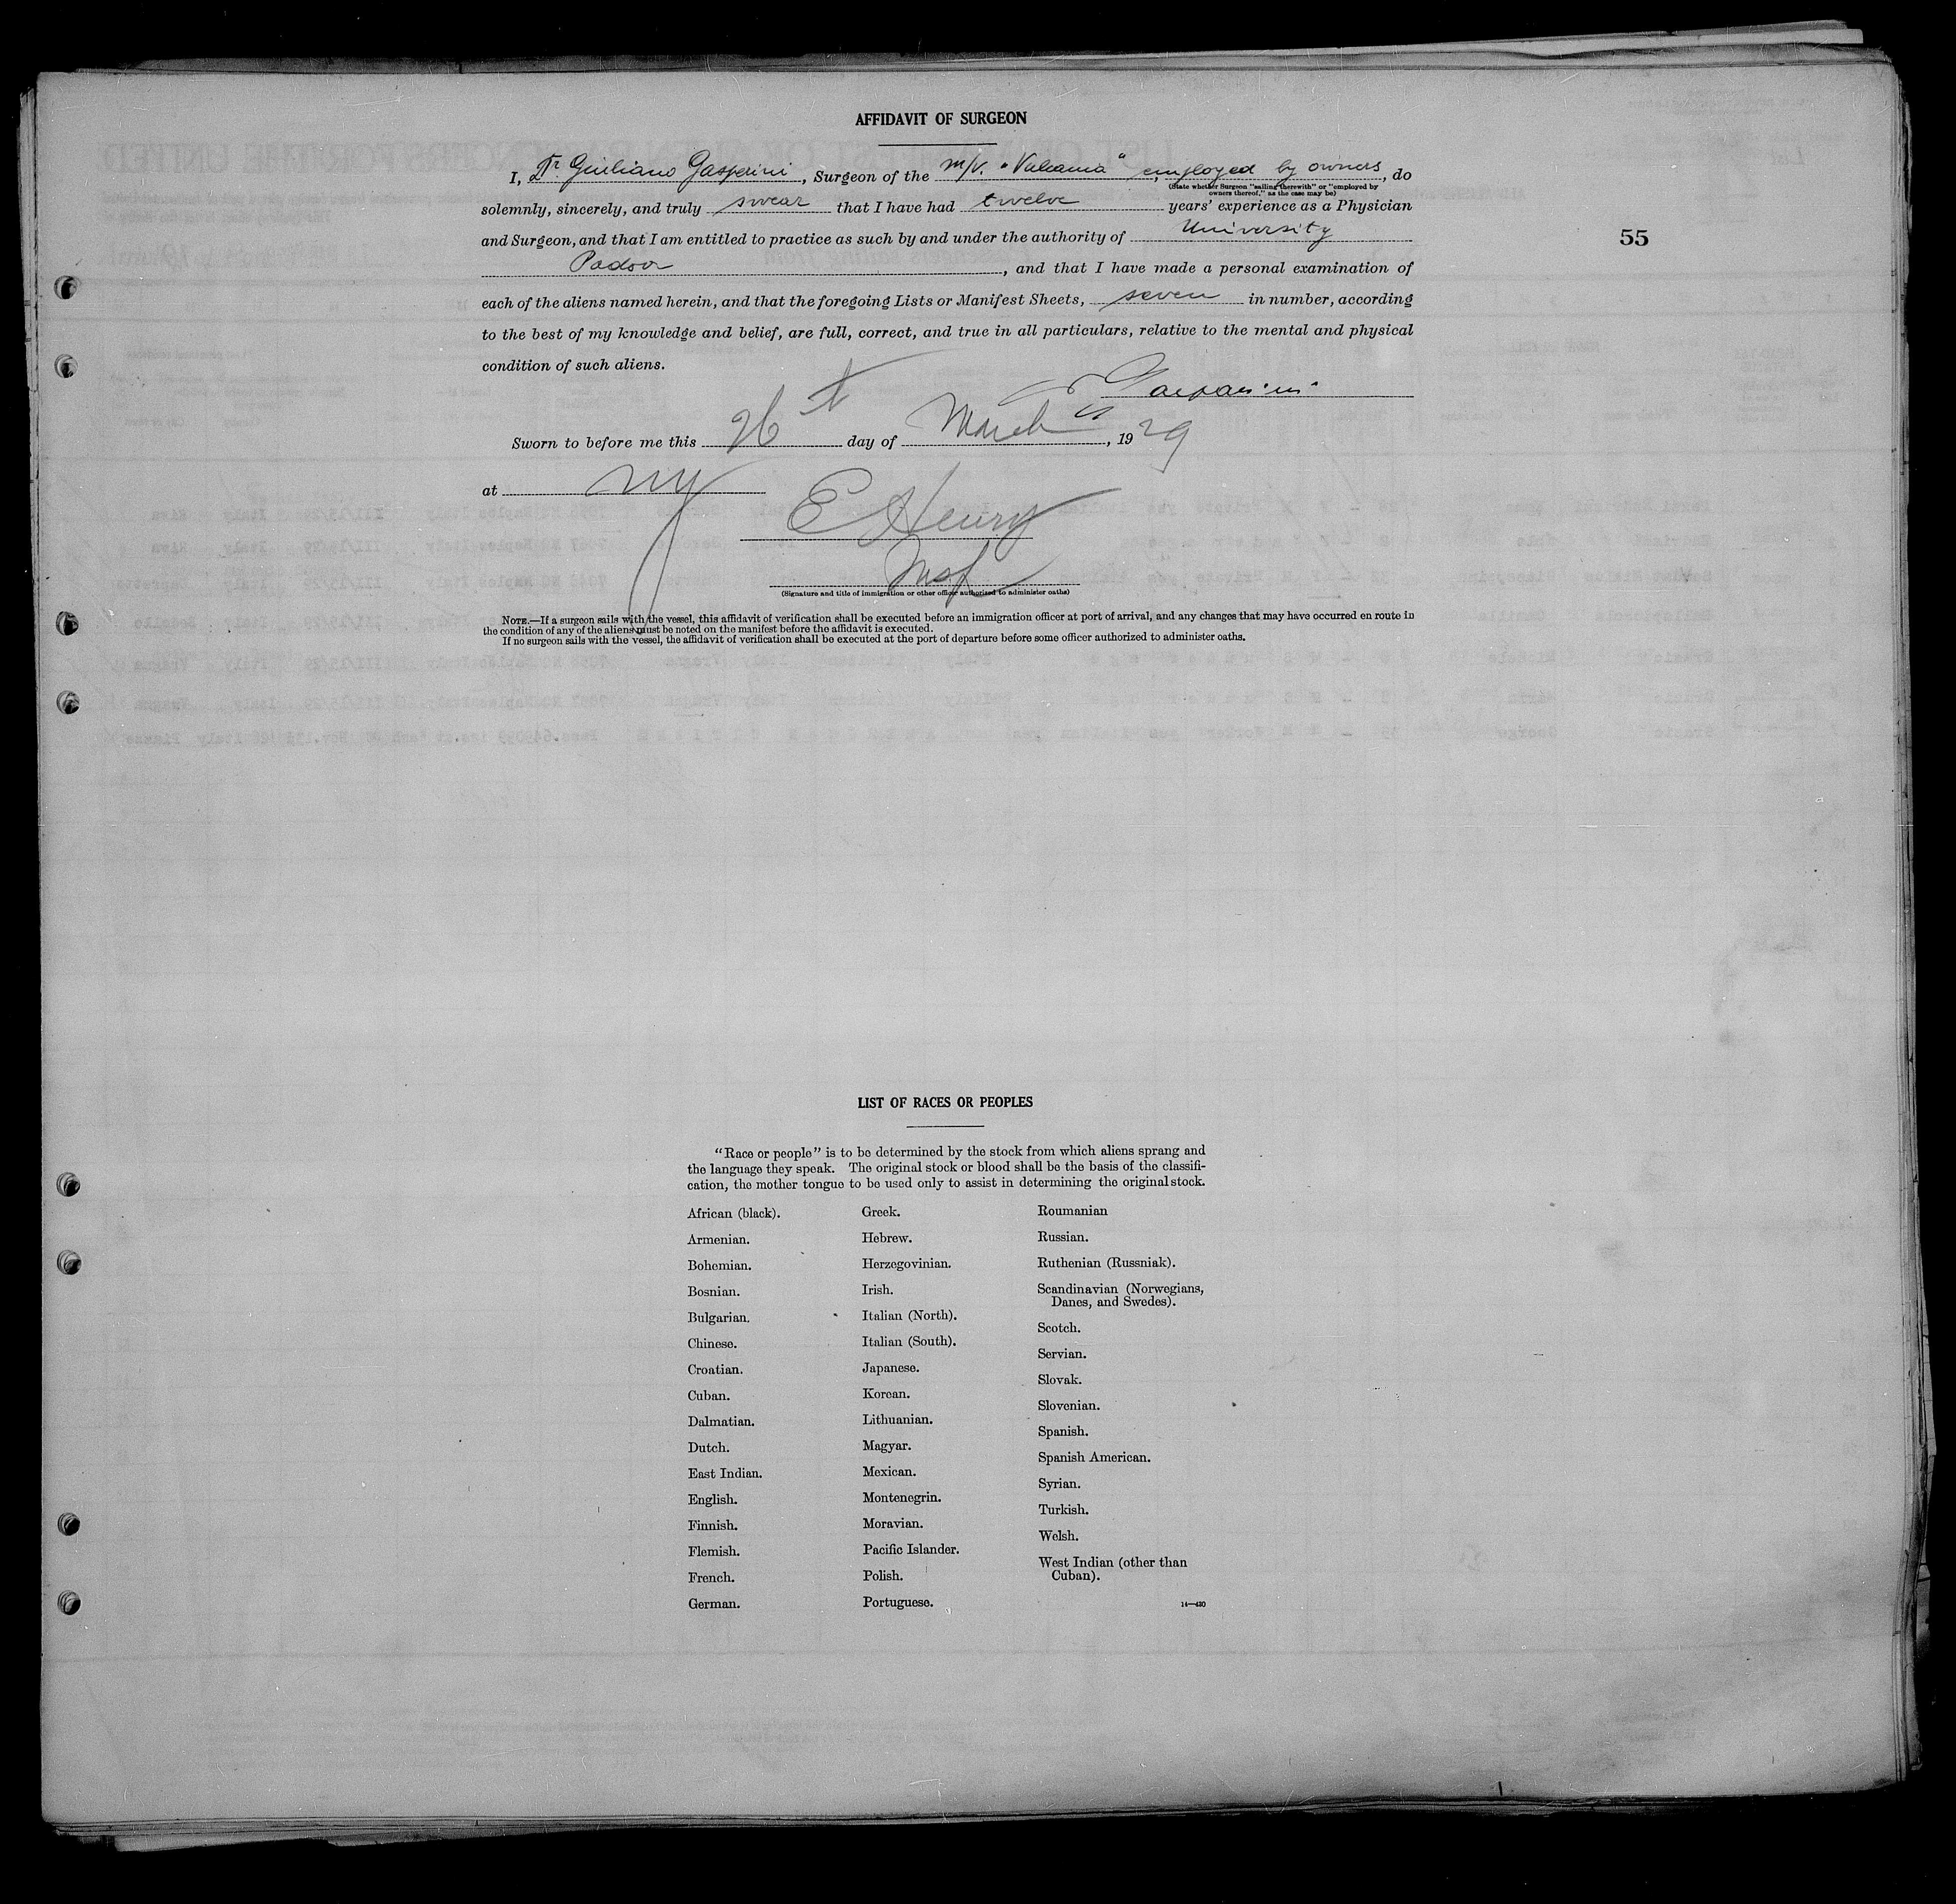 AFFIDAVIT OF SURGEON
I, Dr Giuliano Gasperini, Surgeon of the m/v. "Vulcania", employed by owners, do
(State whether Surgeon "sailing therewith" or "employed by
owners thereof," as the case may be)
solemnly, sincerely, and truly swear that I have had twelve years' experience as a Physician
and Surgeon, and that I am entitled to practice as such by and under the authority of University
55
Padova, and that I have made a personal examination of
each of the aliens named herein, and that the foregoing Lists or Manifest Sheets, seven in number, according
to the best of my knowledge and belief, are full, correct, and true in all particulars, relative to the mental and physical
condition of such aliens.
Gasparini
Sworn to before me this 26th day of March, 1929
at NY
E Henry
Insp
(Signature and title of immigration or other officer authorized to administer oaths)
NOTE.—If a surgeon sails with the vessel, this affidavit of verification shall be executed before an immigration officer at port of arrival, and any changes that may have occurred en route in
the condition of any of the aliens must be noted on the manifest before the affidavit is executed.
If no surgeon sails with the vessel, the affidavit of verification shall be executed at the port of departure before some officer authorized to administer oaths.
LIST OF RACES OR PEOPLES
"Race or people" is to be determined by the stock from which aliens sprang and
the language they speak. The original stock or blood shall be the basis of the classifi-
cation, the mother tongue to be used only to assist in determining the original stock.
African (black).
Armenian.
Bohemian.
Bosnian.
Bulgarian.
Chinese.
Croatian.
Cuban.
Dalmatian.
Dutch.
East Indian.
English.
Finnish.
Flemish.
French.
German.
Greek.
Hebrew.
Herzegovinian.
Irish.
Italian (North).
Italian (South).
Japanese.
Korean.
Lithuanian.
Magyar.
Mexican.
Montenegrin.
Moravian.
Pacific Islander.
Polish.
Portuguese.
Roumanian
Russian.
Ruthenian (Russniak).
Scandinavian (Norwegians,
Danes, and Swedes).
Scotch.
Servian.
Slovak.
Slovenian.
Spanish.
Spanish American.
Syrian.
Turkish.
Welsh.
West Indian (other than
Cuban).
14—430